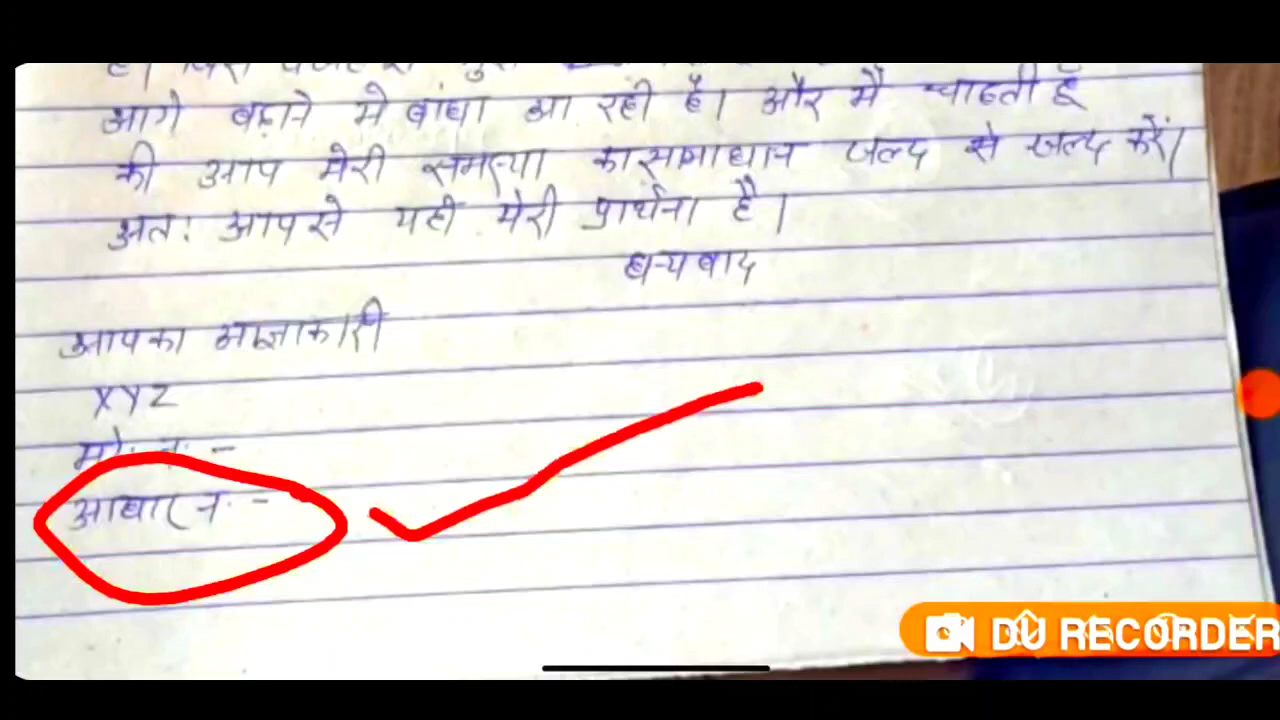 आगे बढ़ाने मे बांधा आ रही है। और मैं चाहती हूँ
की आप मेरी समस्या का समाधान जल्द से जल्द करें।
अतः आपसे यही मेरी प्रार्थना है।
धन्यबाद
आपका आज्ञाकारी
XYZ
मो. न. -
आधार न. -
DU RECORDER